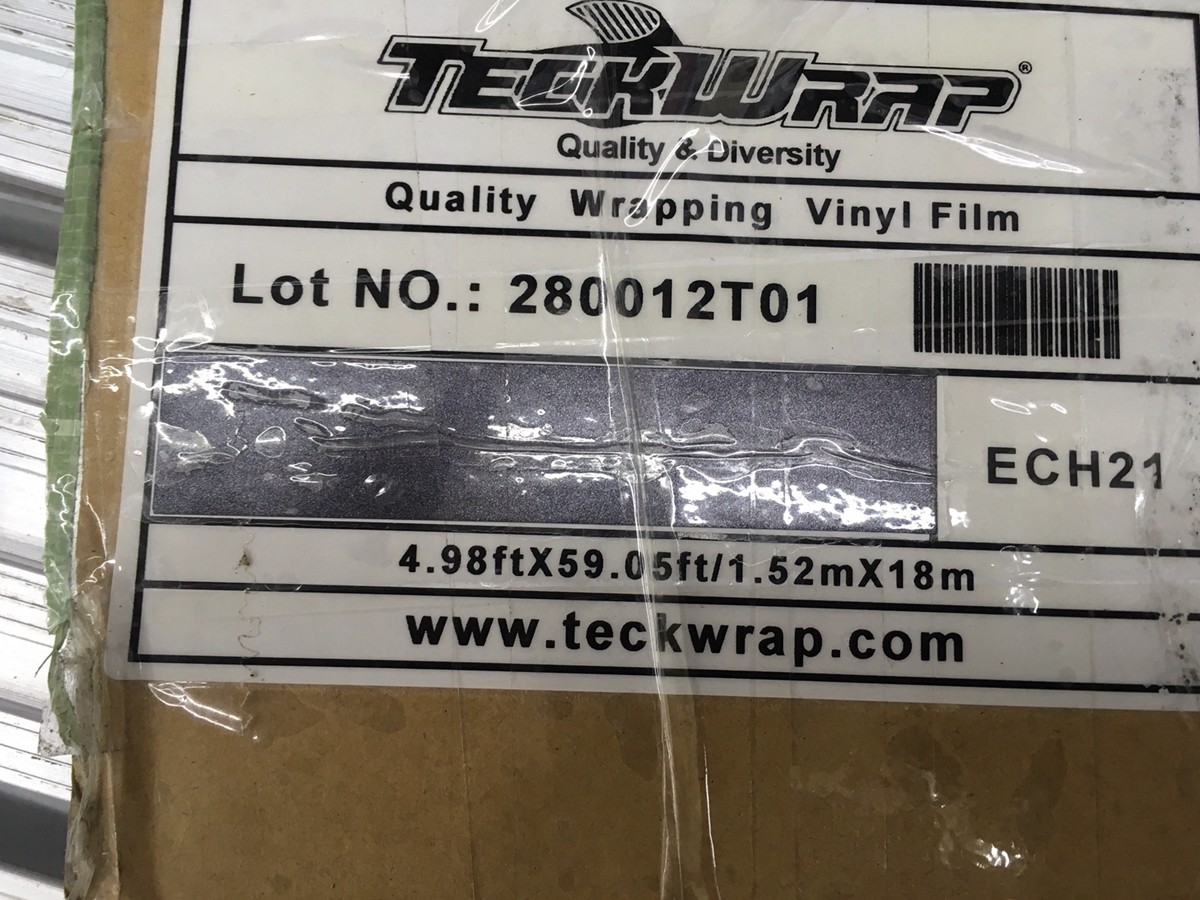 TECKWRAP®
Quality & Diversity
Quality Wrapping Vinyl Film
Lot NO.: 280012T01
ECH21
4.98ftX59.05ft/1.52mX18m
www.teckwrap.com